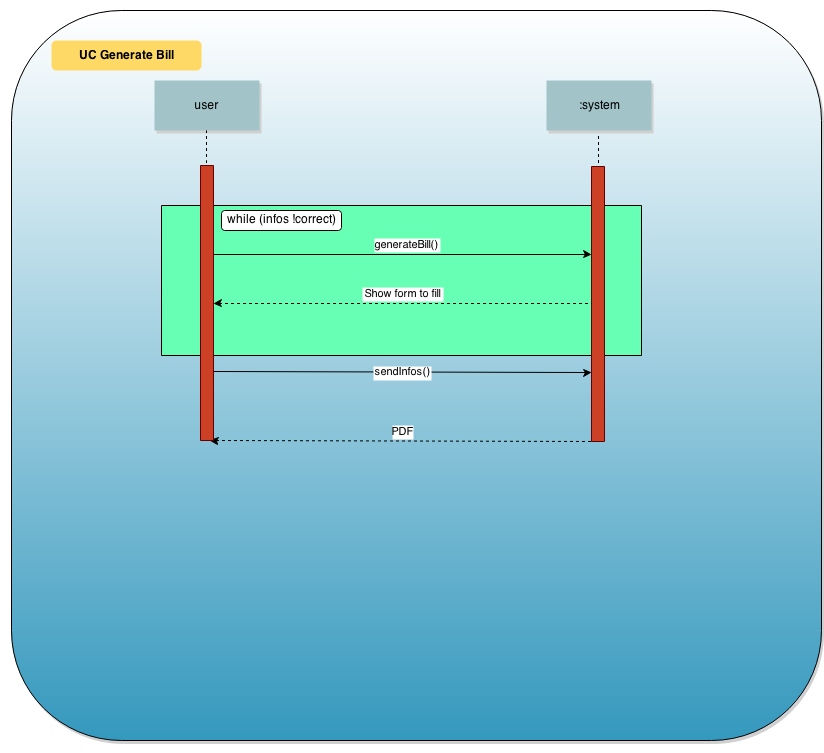 UC Generate Bill
user
:system
while (infos !correct)
generateBill()
Show form to fill
sendInfos()
PDF